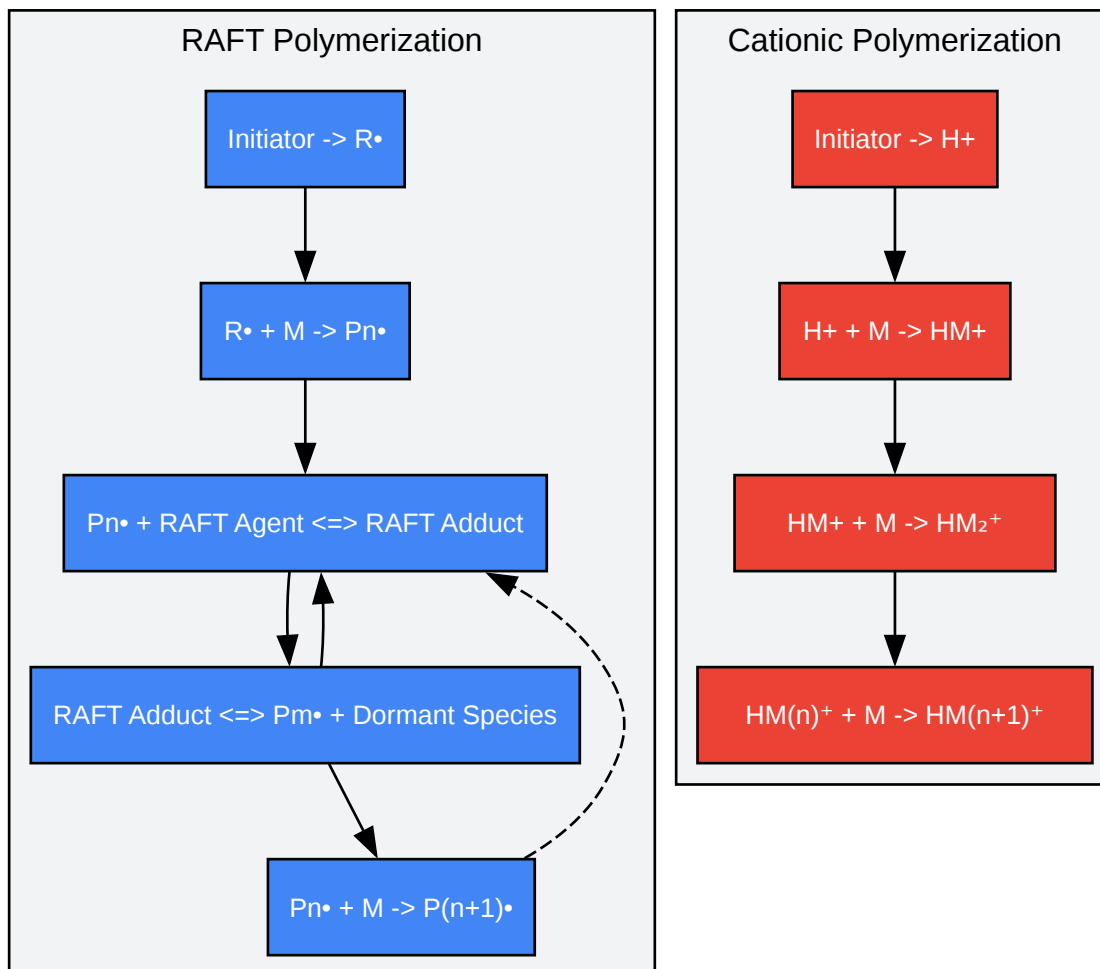 RAFT Polymerization
Initiator -> R•
R• + M -> Pn•
Pn• + RAFT Agent <=> RAFT Adduct
RAFT Adduct <=> Pm• + Dormant Species
Pn• + M -> P(n+1)•
Cationic Polymerization
Initiator -> H+
H+ + M -> HM+
HM+ + M -> HM₂⁺
HM(n)⁺ + M -> HM(n+1)⁺